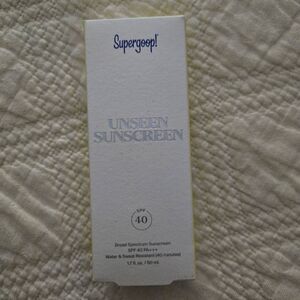 Supergoop!
UNSEEN
SUNSCREEN
SPF
40
Broad Spectrum Sunscreen
SPF 40 PA+++
Water & Sweat Resistant (40 minutes)
1.7 fl. oz. / 50 mL